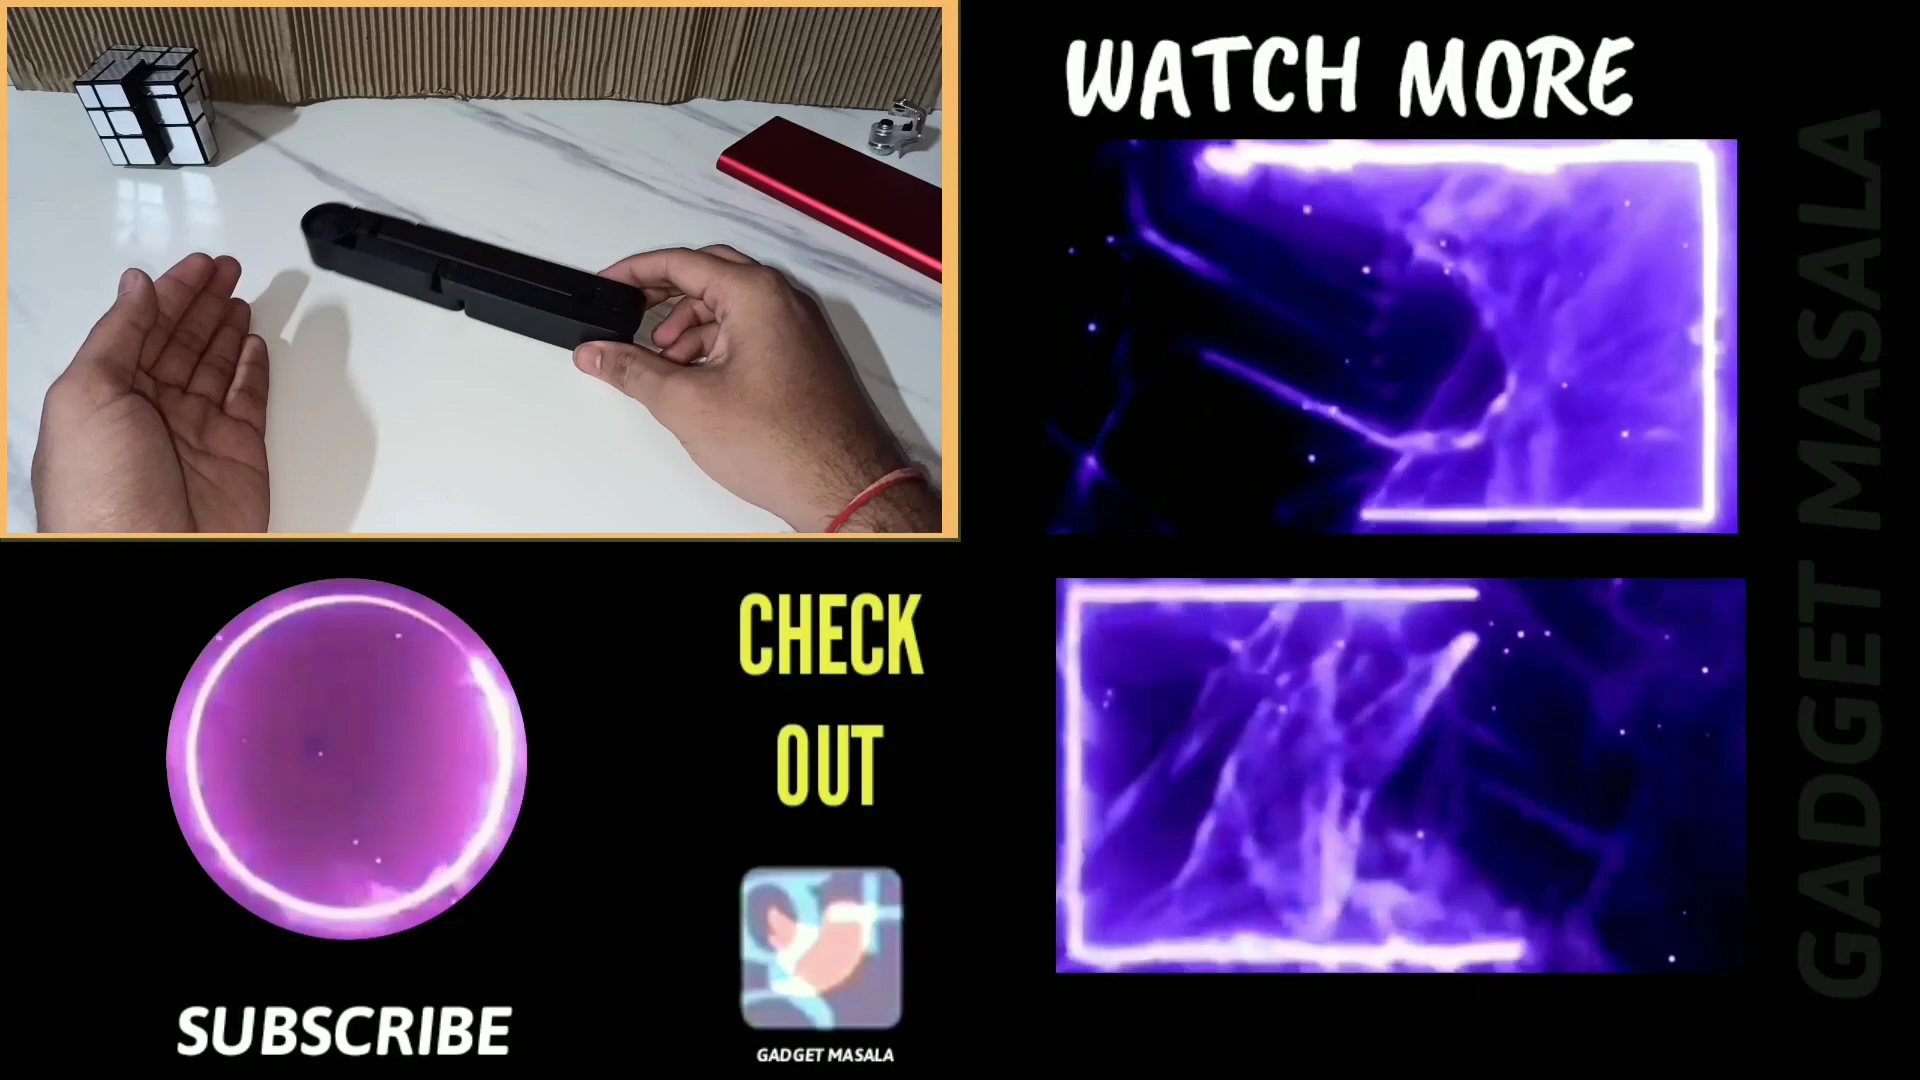 WATCH MORE
GADGET MASALA
CHECK
OUT
SUBSCRIBE
GADGET MASALA